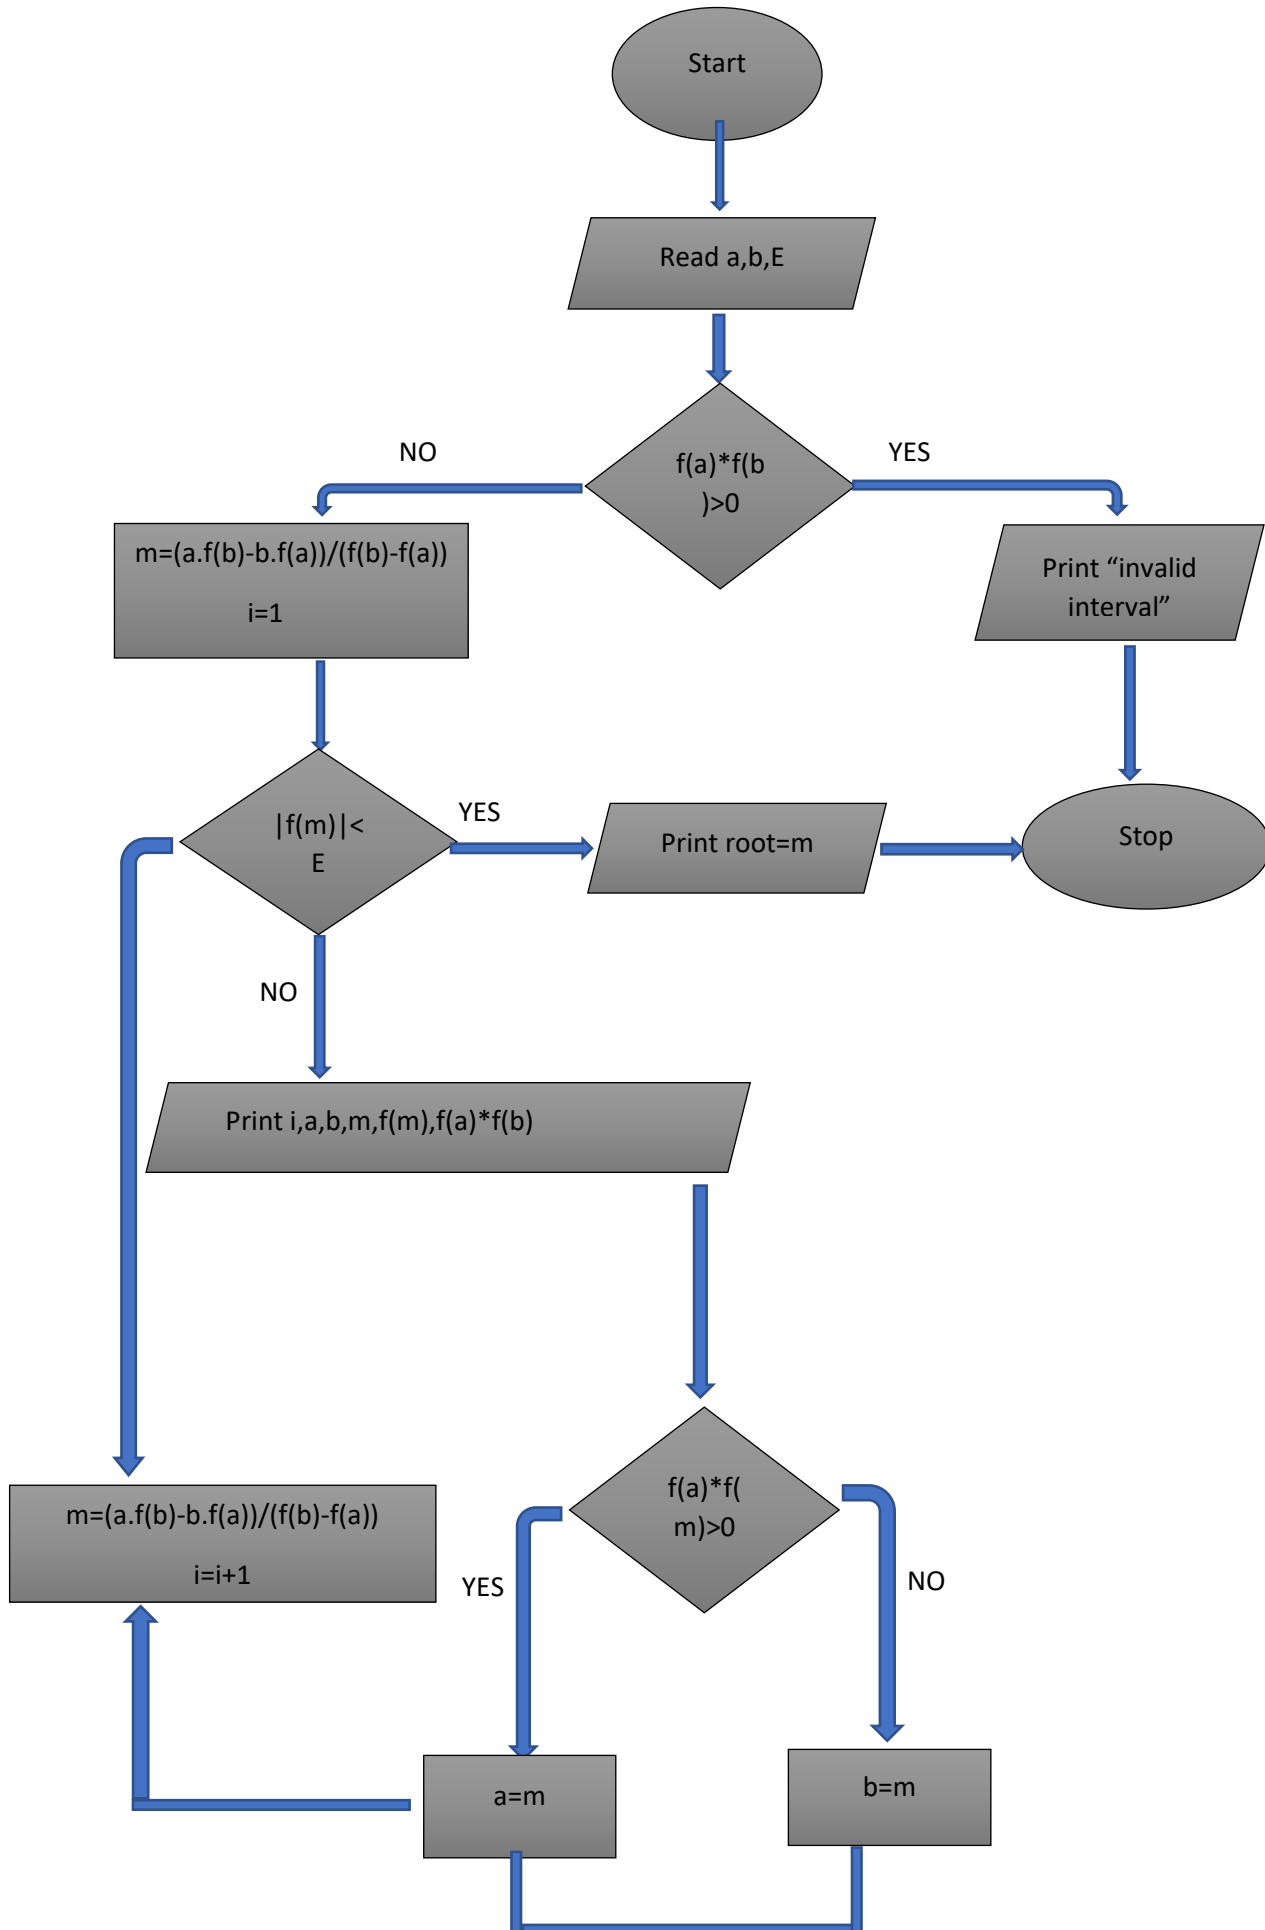 Start
Read a,b,E
NO
YES
f(a)*f(b
)>0
m=(a.f(b)-b.f(a))/(f(b)-f(a))
i=1
Print “invalid
interval”
|f(m)|<
E
YES
Print root=m
Stop
NO
Print i,a,b,m,f(m),f(a)*f(b)
m=(a.f(b)-b.f(a))/(f(b)-f(a))
i=i+1
f(a)*f(
m)>0
YES
NO
a=m
b=m